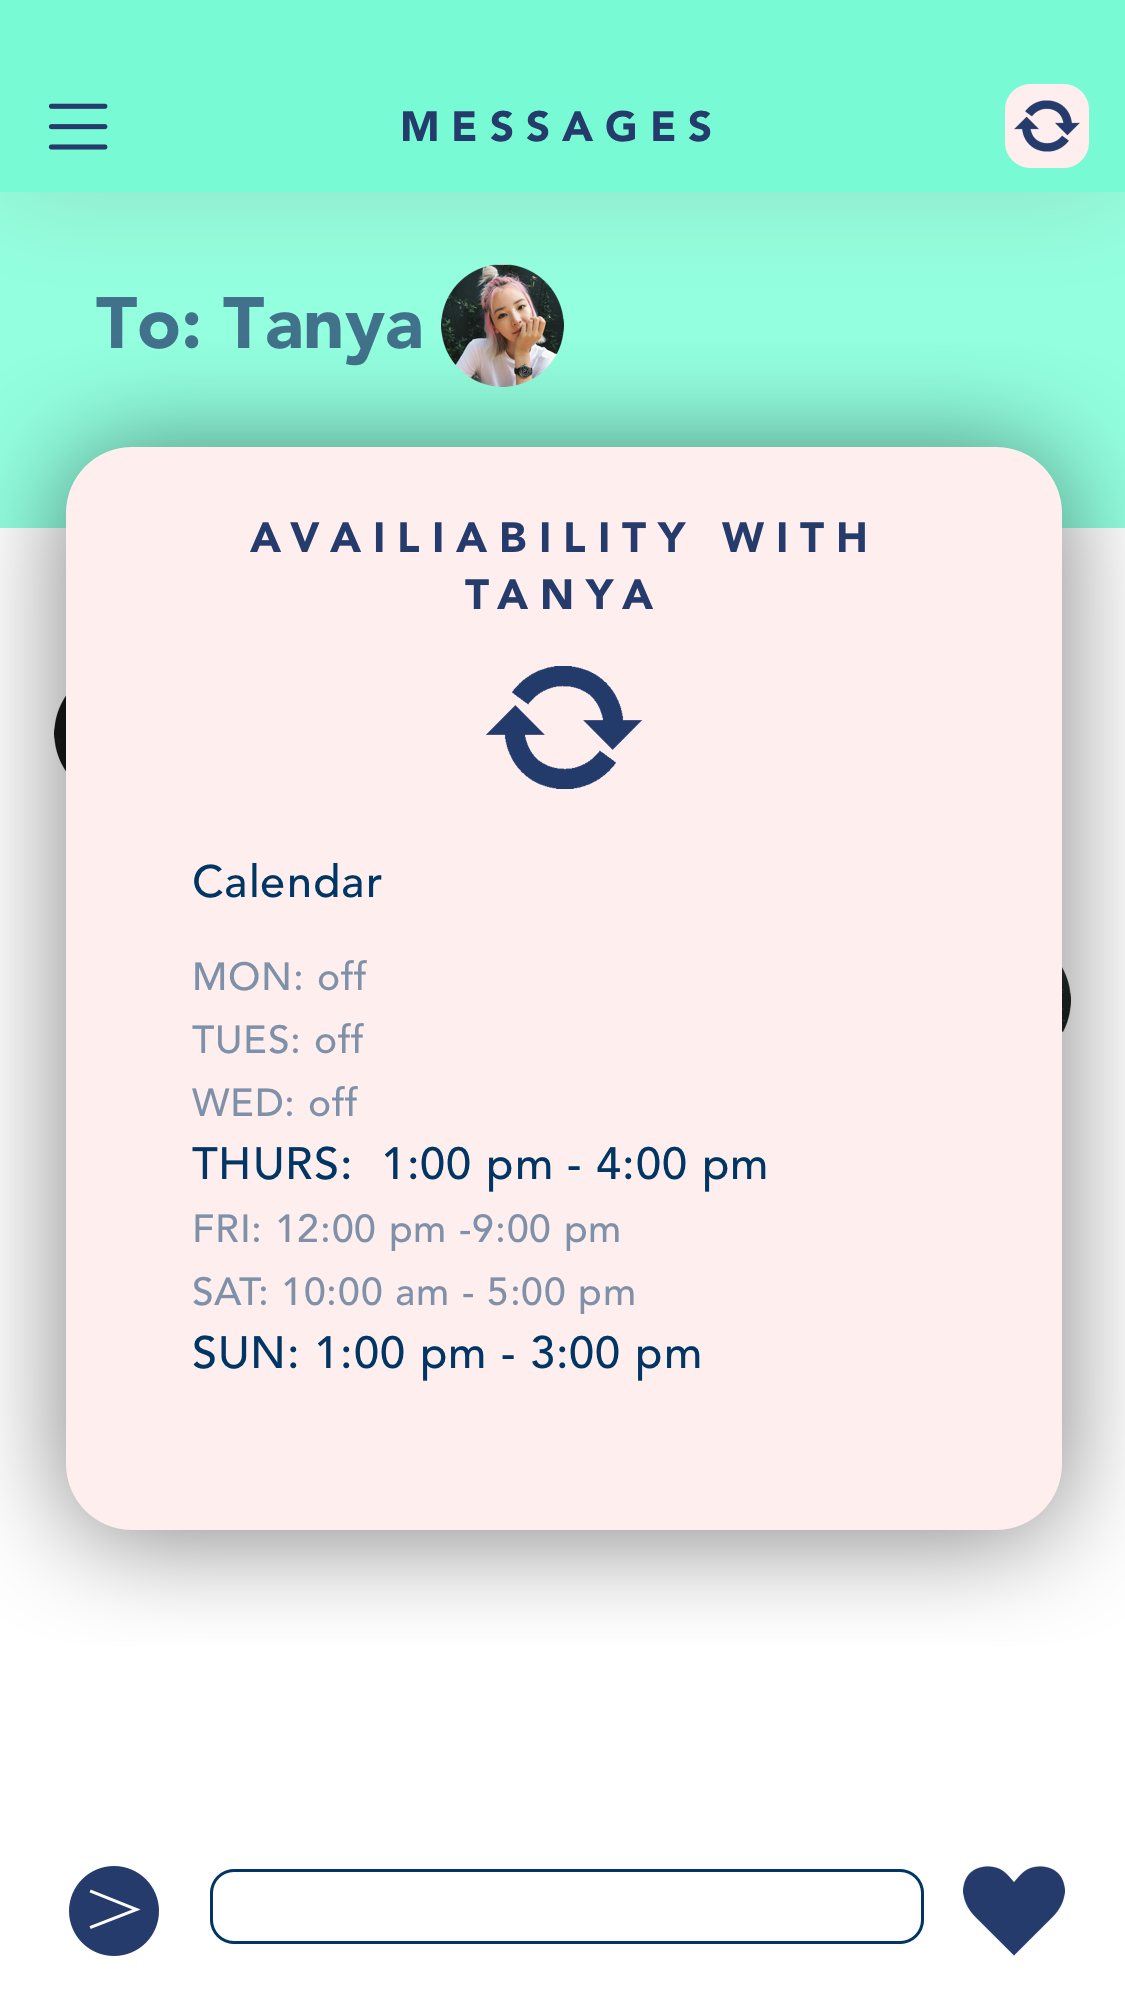 MESSAGES
To: Tanya
AVAILIABILITY WITH
TANYA
Calendar
MON: off
TUES: off
WED: off
THURS:  1:00 pm - 4:00 pm
FRI: 12:00 pm -9:00 pm
SAT: 10:00 am - 5:00 pm
SUN: 1:00 pm - 3:00 pm